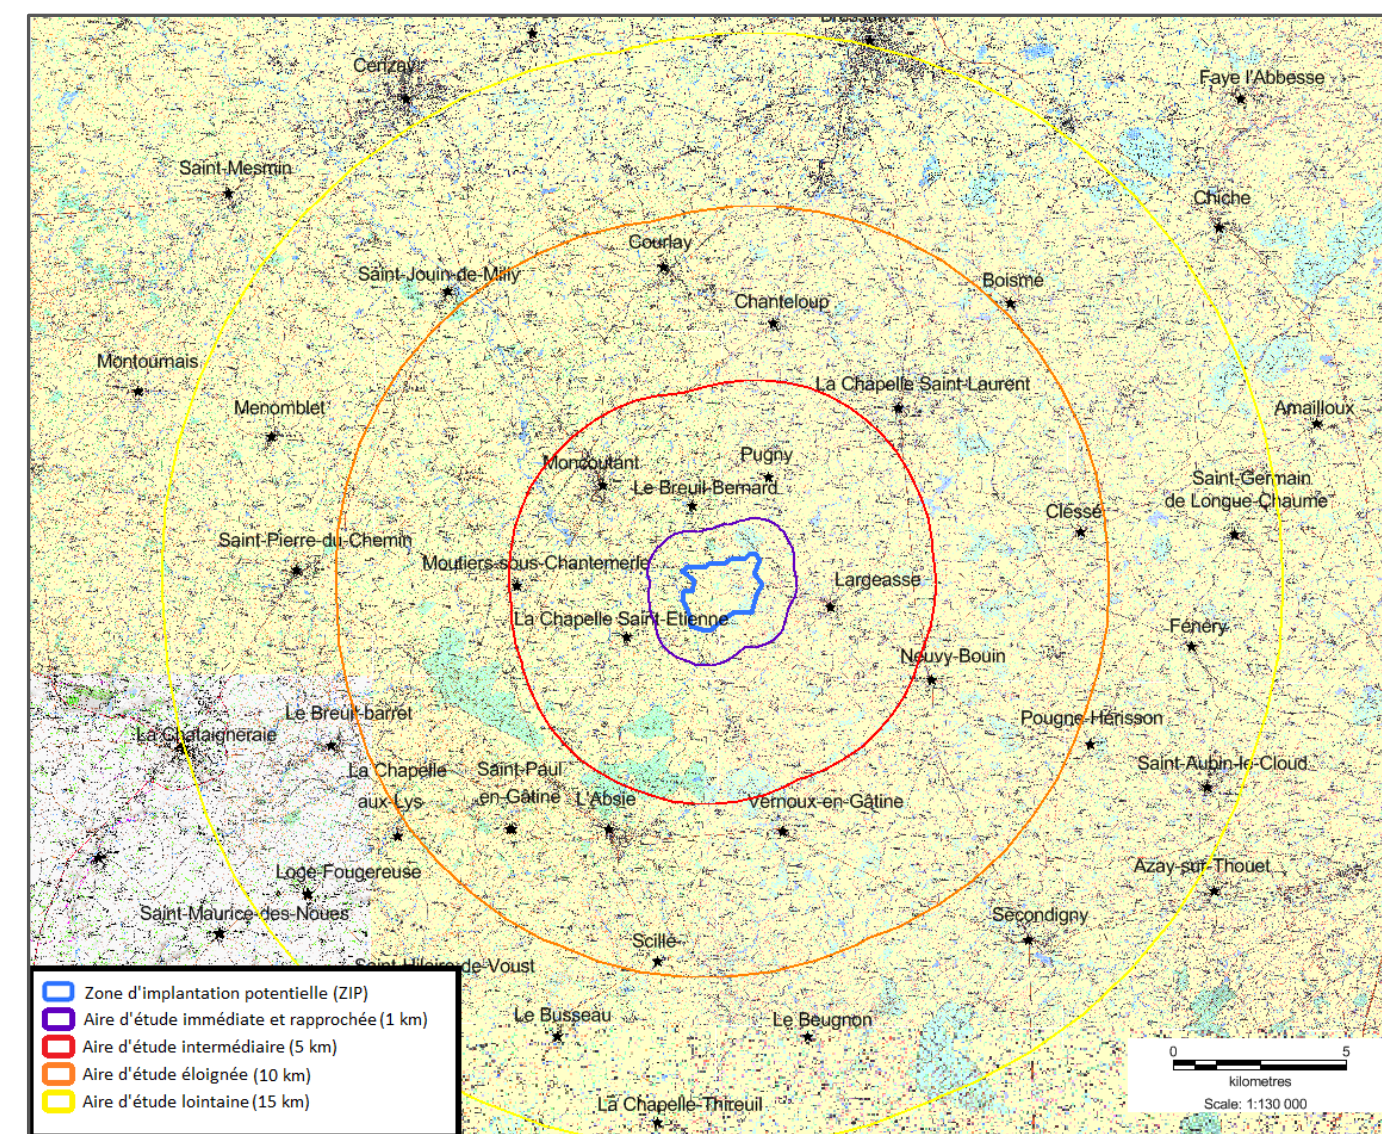 Cerizay
Faye l'Abbesse
Saint-Mesmin
Chiche
Courlay
Saint-Jouin-de-Milly
Boismé
Chanteloup
Montournais
La Chapelle Saint-Laurent
Menomblet
Amailloux
Pugny
Moncoutant
Le Breuil-Bernard
Saint-Germain
de Longue-Chaume
Clessé
Saint-Pierre-du-Chemin
Moutiers-sous-Chantemerle
Largeasse
La Chapelle Saint-Etienne
Fénéry
Neuvy-Bouin
Le Breuil-barret
Pougne-Hérisson
La Chataigneraie
Saint-Aubin-le-Cloud
La Chapelle
aux-Lys
Saint-Paul
en-Gâtine
L'Absie
Vernoux-en-Gâtine
Loge-Fougereuse
Azay-sur-Thouet
Saint-Maurice-des-Noues
Secondigny
Scillé
Saint-Hilaire-de-Voust
Le Busseau
Le Beugnon
La Chapelle-Thireuil
Zone d'implantation potentielle (ZIP)
Aire d'étude immédiate et rapprochée (1 km)
Aire d'étude intermédiaire (5 km)
Aire d'étude éloignée (10 km)
Aire d'étude lointaine (15 km)
0 5
kilometres
Scale: 1:130 000